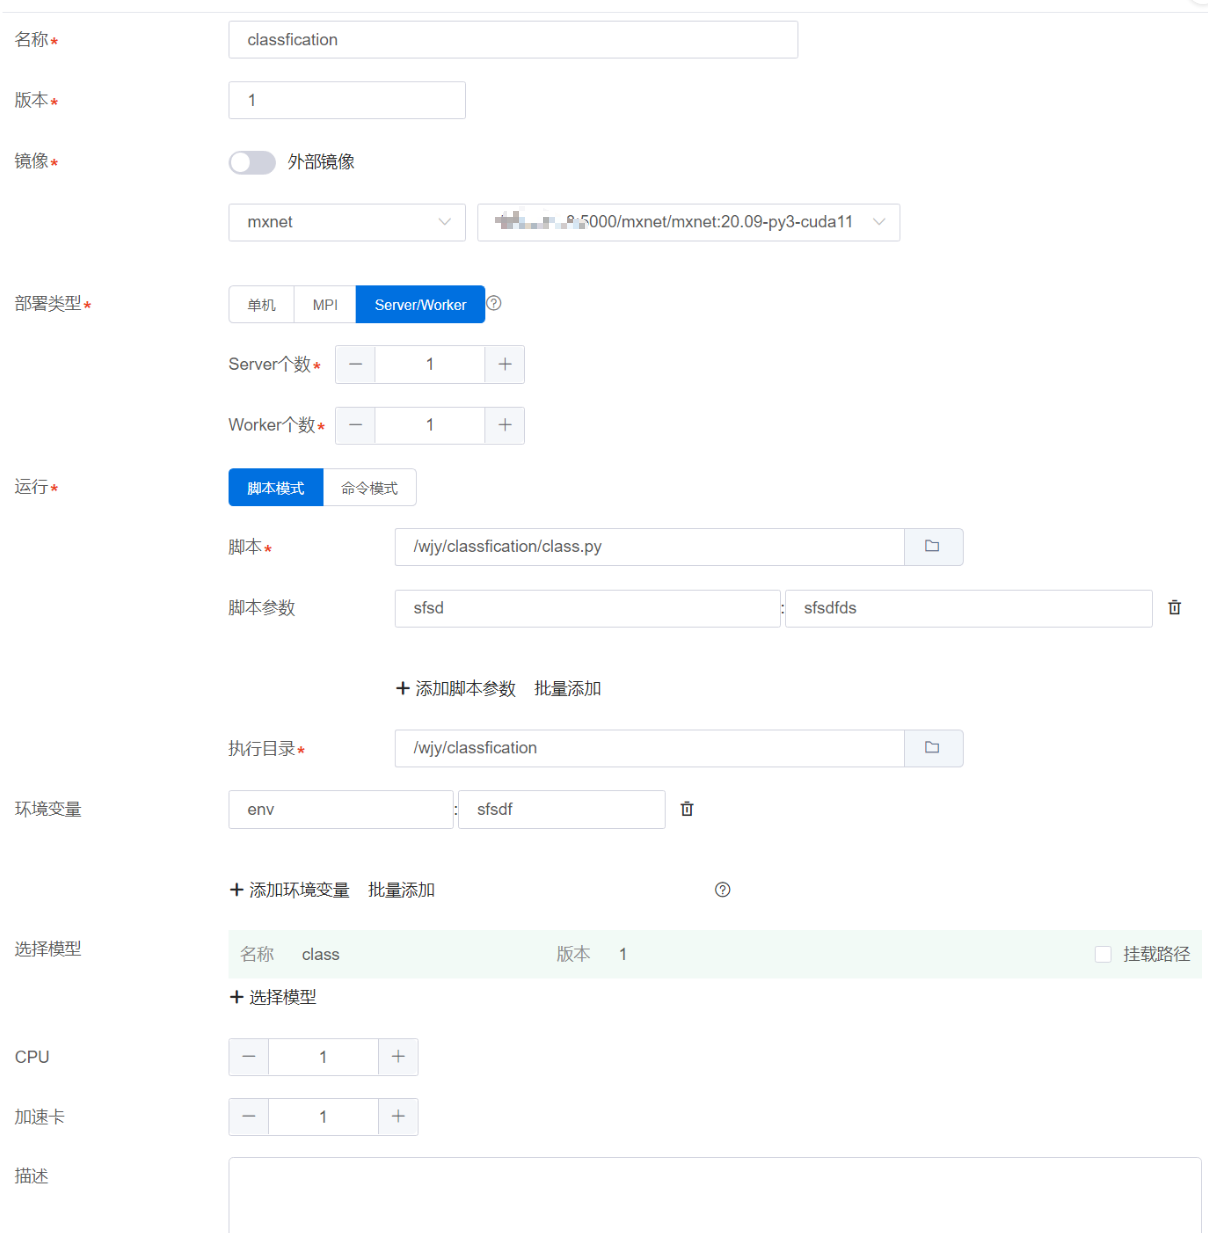 名称* classfication
版本* 1
镜像* 外部镜像
mxnet :5000/mxnet/mxnet:20.09-py3-cuda11
部署类型* 单机 MPI Server/Worker
Server个数* 1
Worker个数* 1
运行* 脚本模式 命令模式
脚本* /wjy/classfication/class.py
脚本参数 sfsd : sfsdfds
+ 添加脚本参数 批量添加
执行目录* /wjy/classfication
环境变量 env : sfsdf
+ 添加环境变量 批量添加
选择模型 名称 class 版本 1 挂载路径
+ 选择模型
CPU 1
加速卡 1
描述